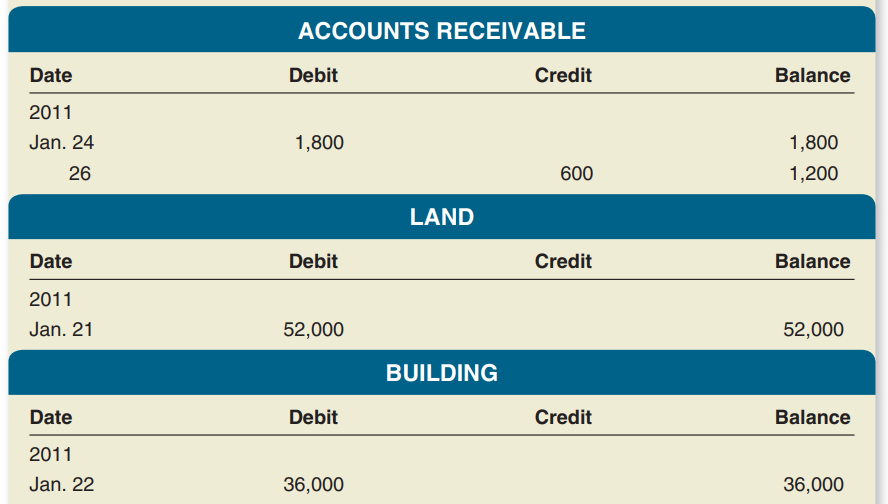 ACCOUNTS RECEIVABLE
Date Debit Credit Balance
2011
Jan. 24 1,800 1,800
26 600 1,200
LAND
Date Debit Credit Balance
2011
Jan. 21 52,000 52,000
BUILDING
Date Debit Credit Balance
2011
Jan. 22 36,000 36,000